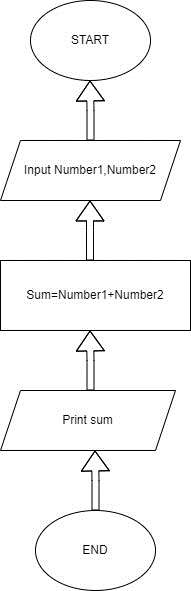 START
Input Number1,Number2
Sum=Number1+Number2
Print sum
END